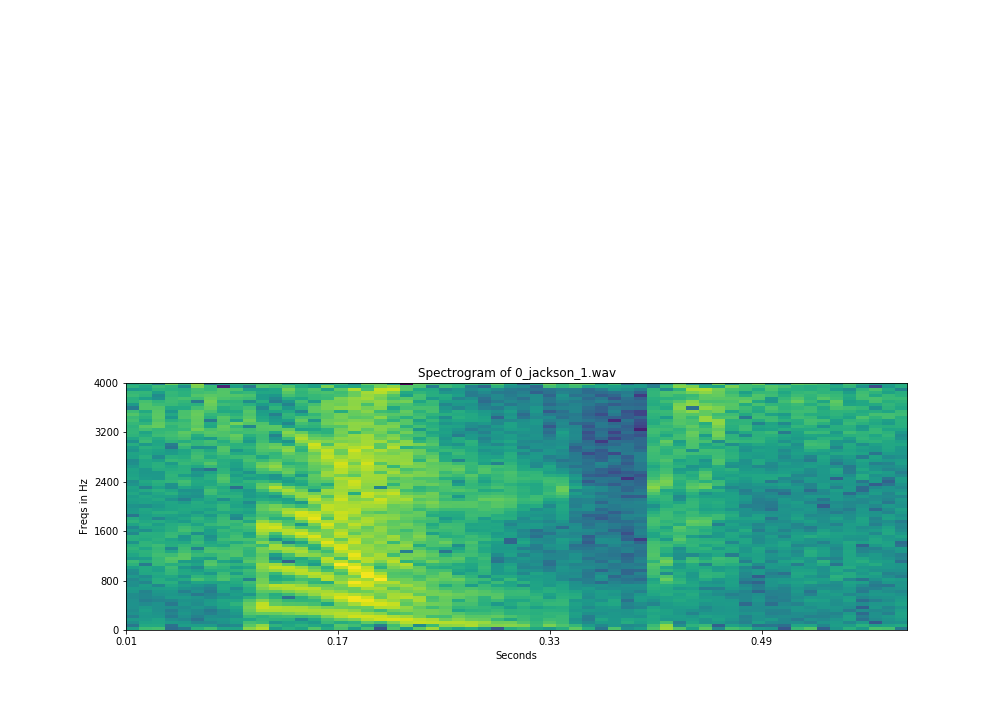 Spectrogram of 0_jackson_1.wav
4000
3200
2400
1600
800
0
Freqs in Hz
0.01 0.17 0.33 0.49
Seconds